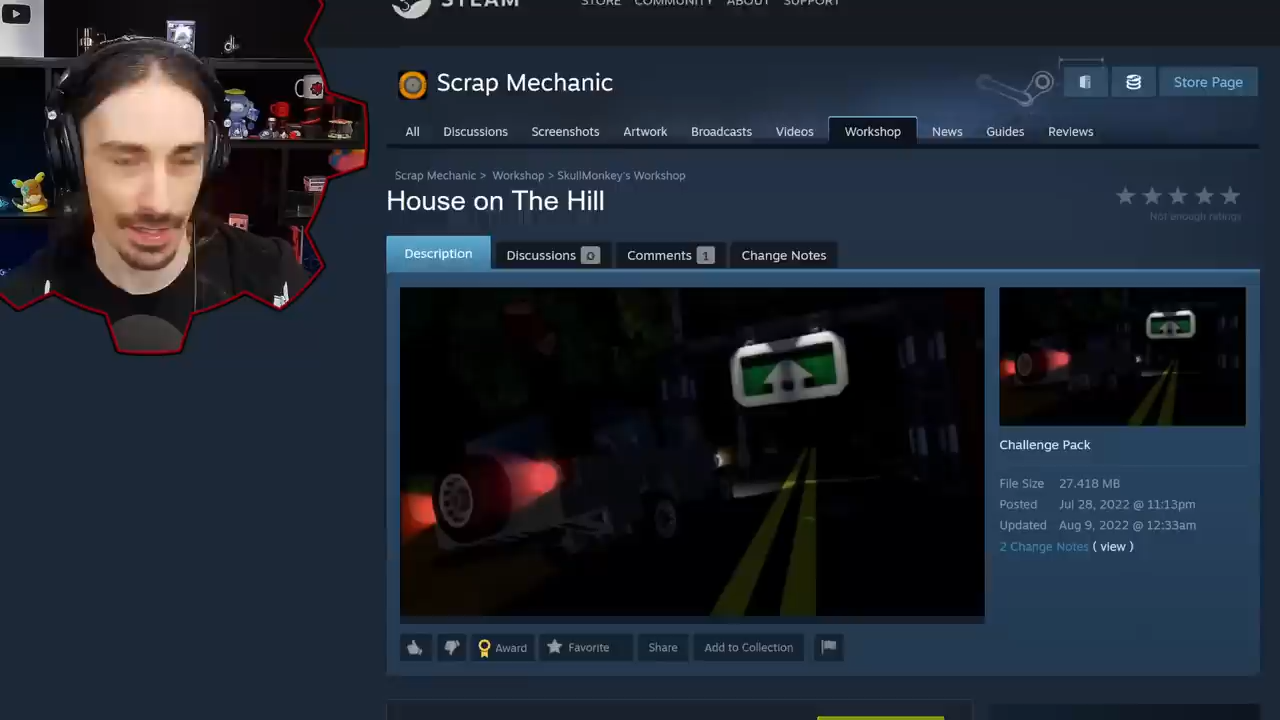 STEAM
STORE COMMUNITY ABOUT SUPPORT
Scrap Mechanic
Store Page
All Discussions Screenshots Artwork Broadcasts Videos Workshop News Guides Reviews
Scrap Mechanic > Workshop > SkullMonkey's Workshop
House on The Hill
Not enough ratings
Description Discussions 0 Comments 1 Change Notes
Challenge Pack
File Size 27.418 MB
Posted Jul 28, 2022 @ 11:13pm
Updated Aug 9, 2022 @ 12:33am
2 Change Notes ( view )
Award Favorite Share Add to Collection